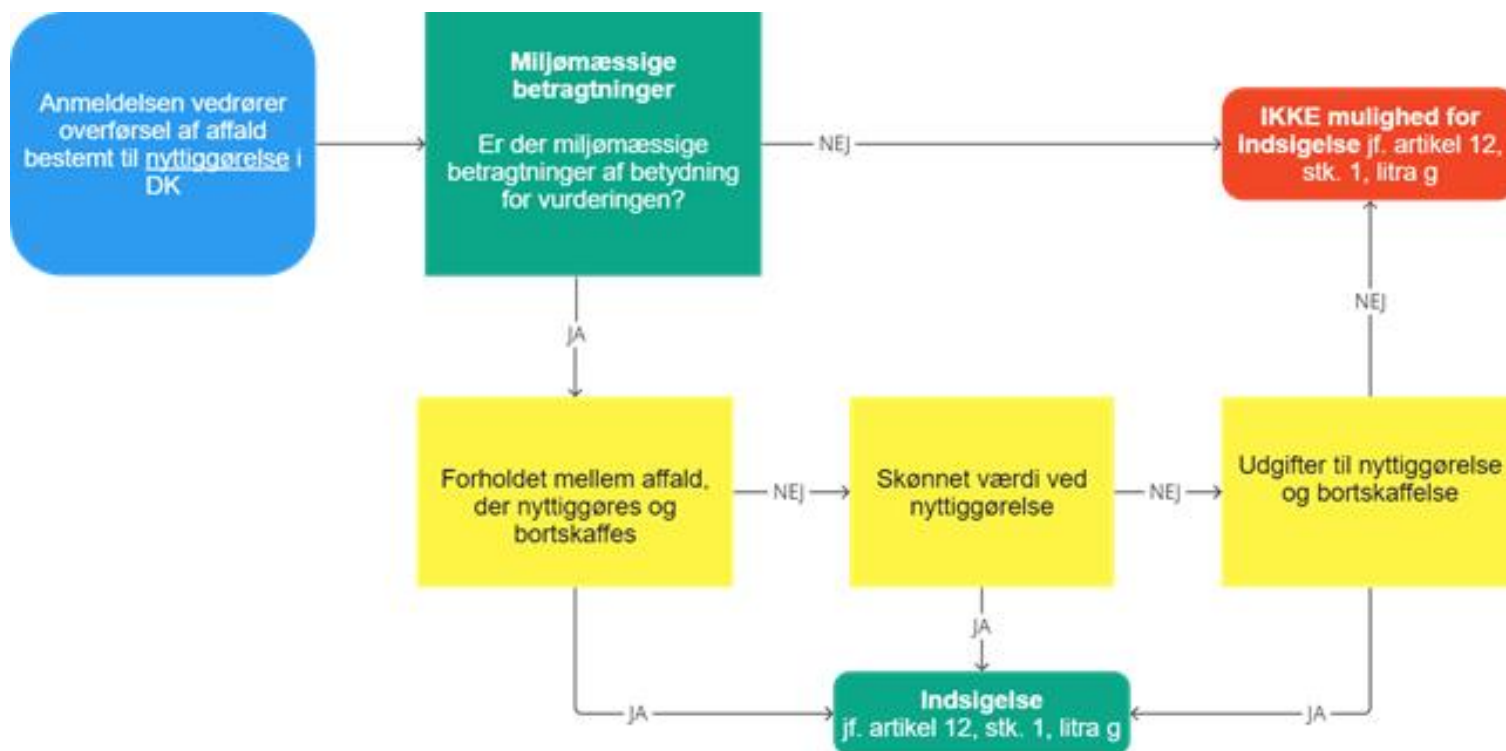 Anmeldelsen vedrører
overførsel af affald
bestemt til nyttiggørelse i
DK
Miljømæssige
betragtninger
Er der miljømæssige
betragtninger af betydning
for vurderingen?
NEJ
IKKE mulighed for
Indsigelse jf. artikel 12,
stk. 1, litra g
JA
NEJ
Forholdet mellem affald,
der nyttiggøres og
bortskaffes
NEJ
Skønnet værdi ved
nyttiggørelse
NEJ
Udgifter til nyttiggørelse
og bortskaffelse
JA
JA
JA
Indsigelse
jf. artikel 12, stk. 1, litra g